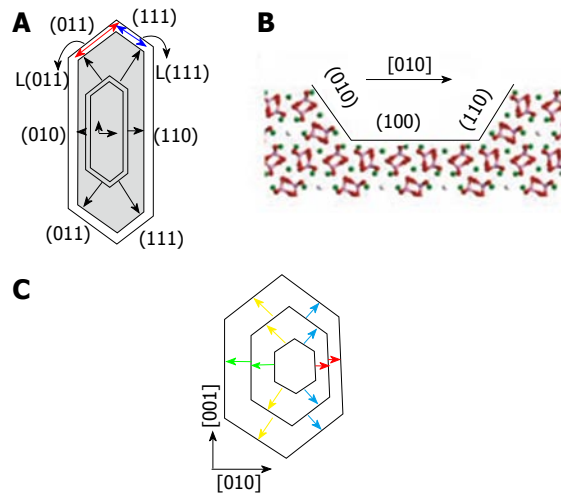 A
(011)
(111)
L(011)
L(111)
(010)
(110)
(011)
(111)
B
[010]
(010)
(100)
(110)
C
[001]
[010]